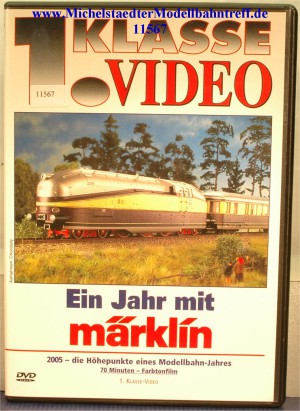 www.MichelstaedterModellbahntreff.de
11567
1. KLASSE
VIDEO
11567
Ein Jahr mit
märklin
2005 – die Höhepunkte eines Modellbahn-Jahres
70 Minuten – Farbtonfilm
DVD
1. KLASSE-VIDEO